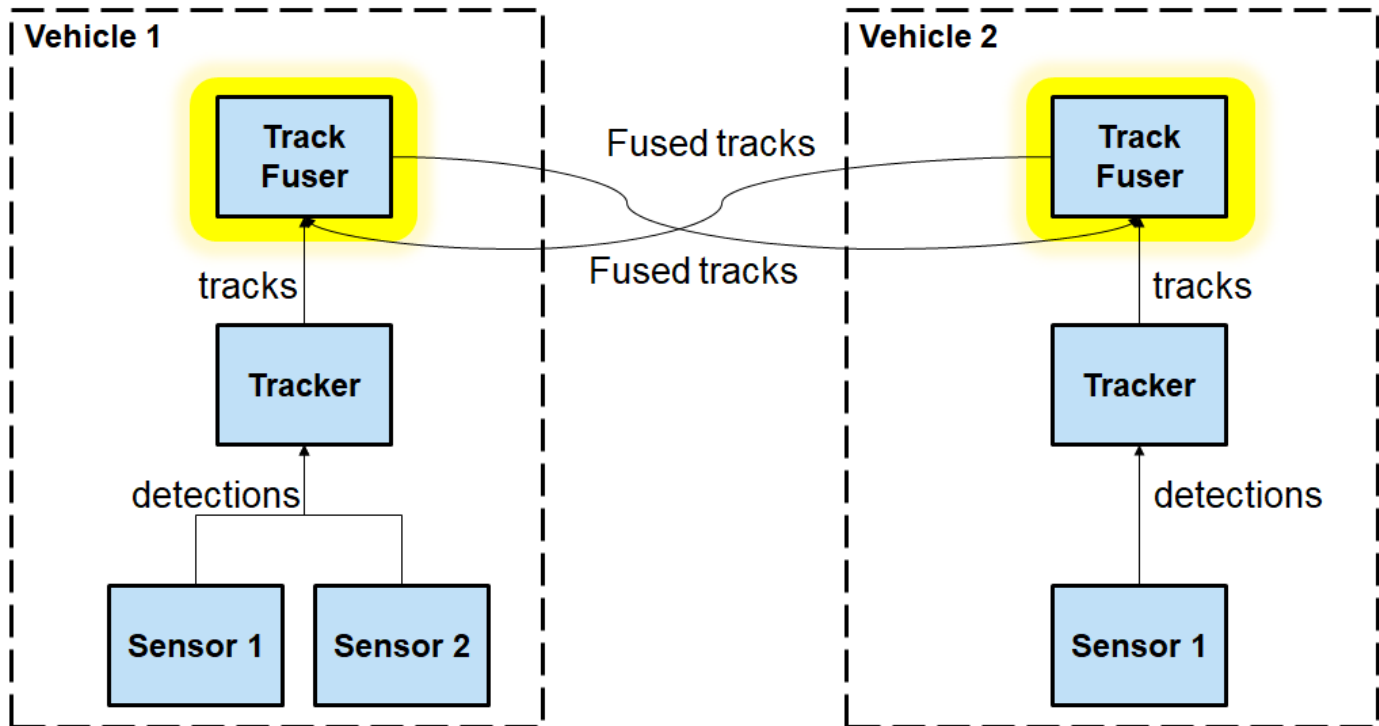 Vehicle 1
Vehicle 2
Track
Fuser
Fused tracks
Track
Fuser
Fused tracks
tracks
tracks
Tracker
Tracker
detections
detections
Sensor 1
Sensor 2
Sensor 1